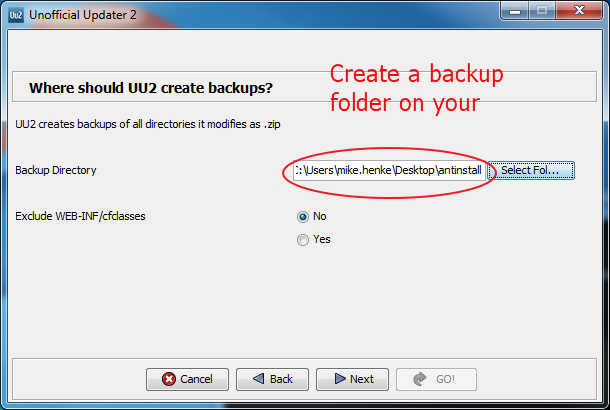 Uu2 Unofficial Updater 2
Create a backup
folder on your
Where should UU2 create backups?
UU2 creates backups of all directories it modifies as .zip
Backup Directory
:\Users\mike.henke\Desktop\antinstall
Select Fol...
Exclude WEB-INF/cfclasses
No
Yes
Cancel
Back
Next
GO!